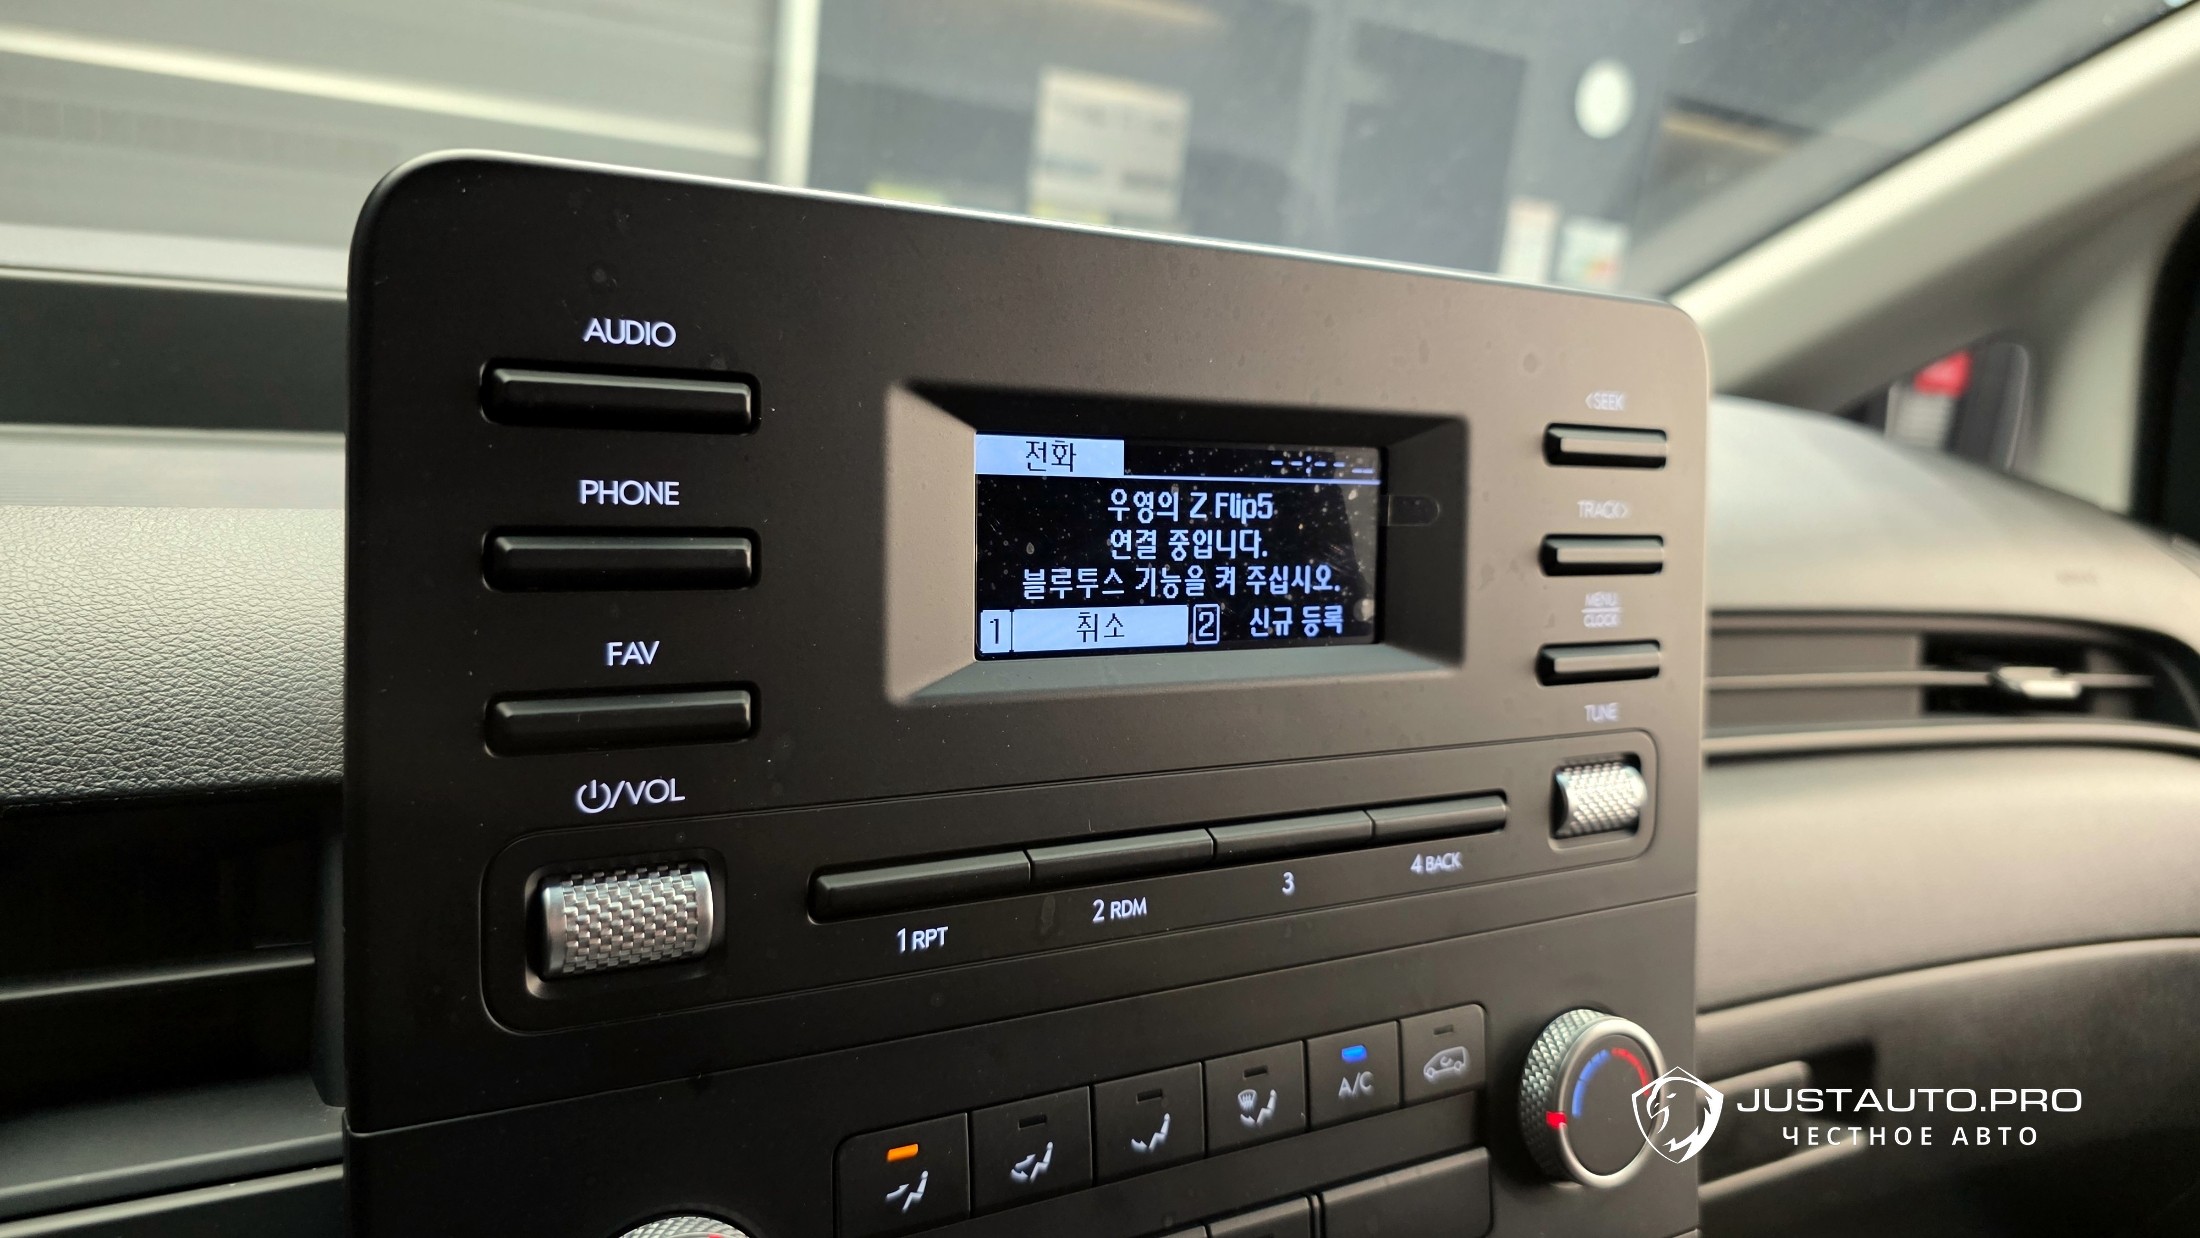 AUDIO
PHONE
FAV
⏻/VOL
전화
--:-- __
우영의 Z Flip5
연결 중입니다.
블루투스 기능을 켜 주십시오.
1 취소 2 신규 등록
<SEEK
TRACK>
MENU
CLOCK
TUNE
1 RPT
2 RDM
3
4 BACK
A/C
JUSTAUTO.PRO
ЧЕСТНОЕ АВТО